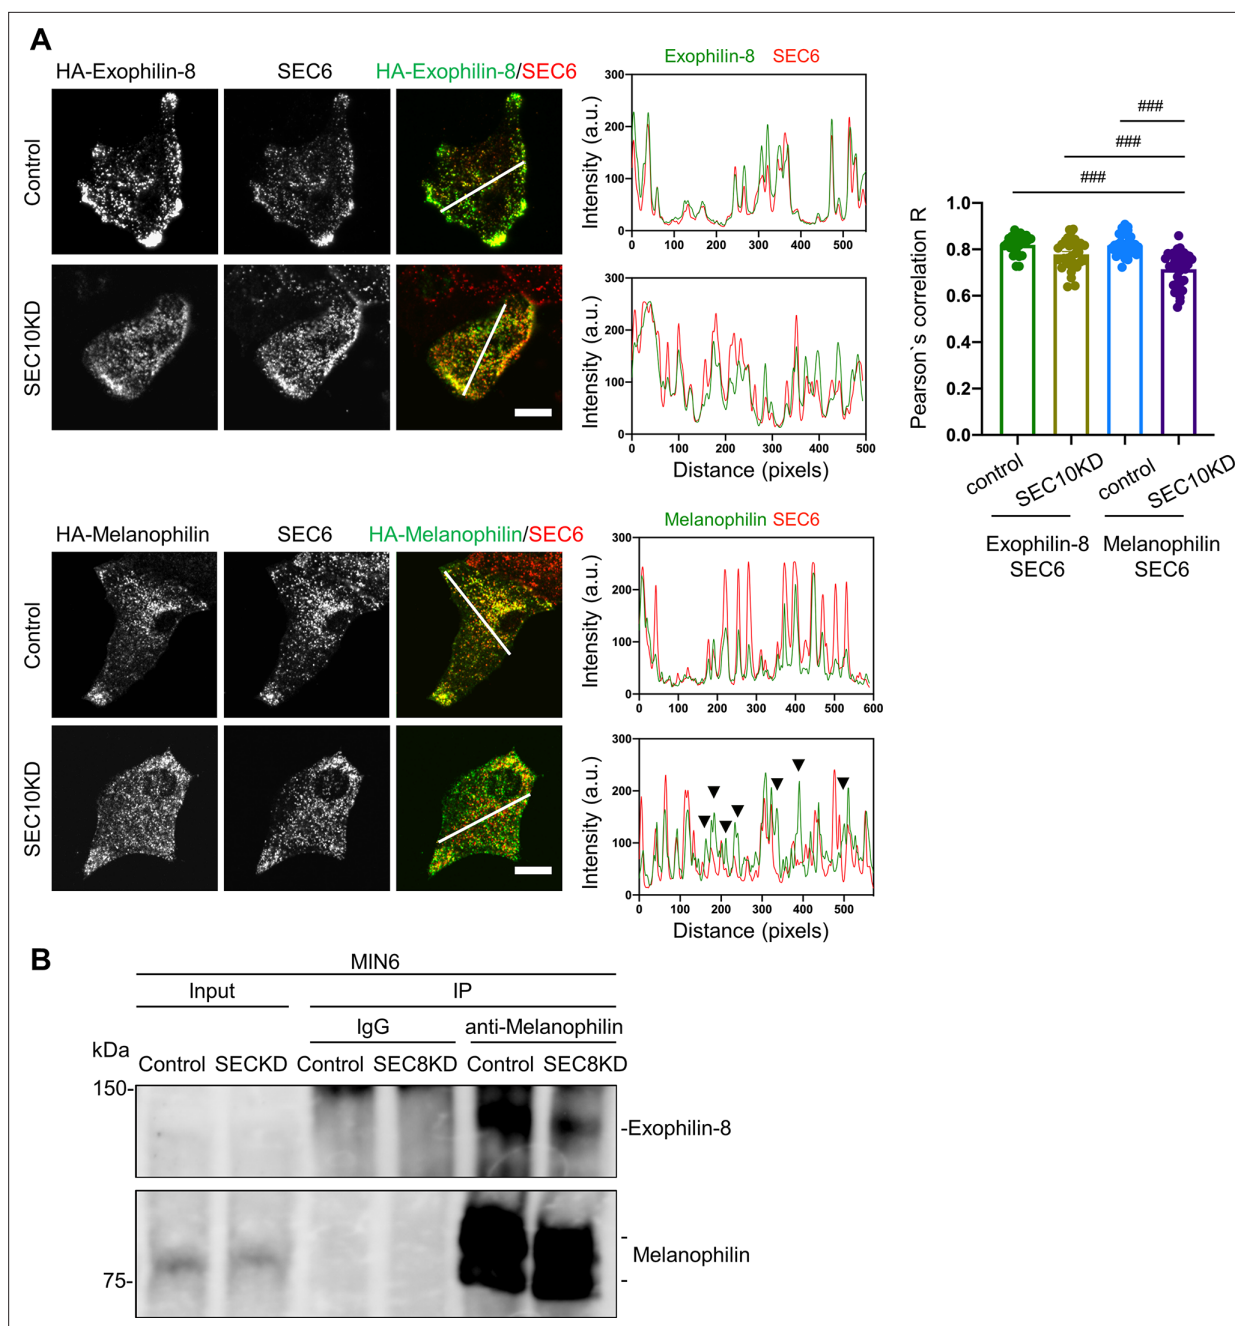 A
HA-Exophilin-8 SEC6 HA-Exophilin-8/SEC6
Control
SEC10KD
Exophilin-8 SEC6
Intensity (a.u.)
300
200
100
0
0 100 200 300 400 500
Intensity (a.u.)
300
200
100
0
0 100 200 300 400 500
Distance (pixels)
###
###
###
Pearson`s correlation R
1.0
0.8
0.6
0.4
0.2
0.0
control SEC10KD control SEC10KD
Exophilin-8 Melanophilin
SEC6 SEC6
HA-Melanophilin SEC6 HA-Melanophilin/SEC6
Control
SEC10KD
Melanophilin SEC6
Intensity (a.u.)
300
200
100
0
0 100 200 300 400 500 600
Intensity (a.u.)
300
200
100
0
0 100 200 300 400 500
Distance (pixels)
B
MIN6
Input IP
IgG anti-Melanophilin
kDa
Control SECKD Control SEC8KD Control SEC8KD
150-
-Exophilin-8
-
Melanophilin
75- -